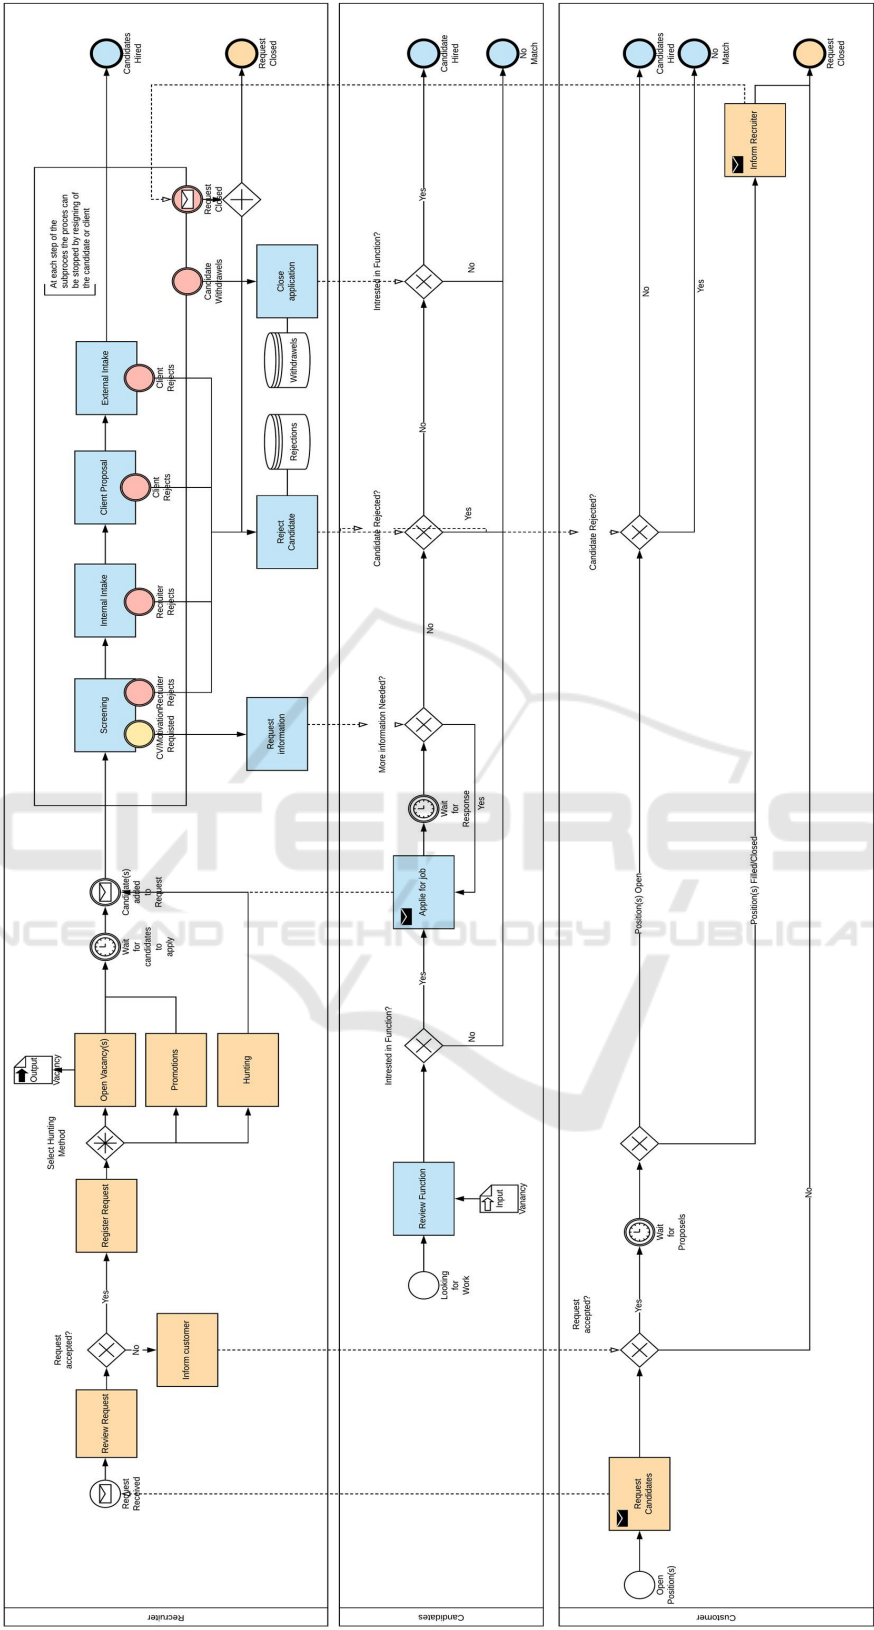 Recruiter
Request
Received
Review Request
Request
accepted?
Yes
No
Inform customer
Register Request
Select Hunting
Method
Open Vacancy(s)
Output
Vacancy
Promotions
Hunting
Wait
for
candidates
to
apply
Candidate(s)
added
to
Request
Screening
CV/Motivation
Requisted
Recruiter
Rejects
Request
information
Internal Intake
Recruiter
Rejects
Client Proposal
Client
Rejects
External Intake
Client
Rejects
Reject
Candidate
Rejections
Withdrawels
Close
application
Candidate
Withdrawels
Request
Closed
At each step of the
subproces the proces can
be stopped by resigning of
the candidate or client
Candidates
Hired
Request
Closed
Candidates
Looking
for
Work
Review Function
Input
Vanancy
Intrested in Function?
Yes
No
Applie for job
Wait
for
Response
More information Needed?
Yes
No
Candidate Rejected?
Yes
No
Intrested in Function?
Yes
No
Candidate
Hired
No
Match
Customer
Open
Position(s)
Request
Candidates
Request
accepted?
Yes
No
Wait
for
Proposels
Position(s) Open
Position(s) Filled/Closed
Candidate Rejected?
No
Yes
Inform Recruiter
Candidates
Hired
No
Match
Request
Closed
CITEPRES
NCE AND TECHNOLOGY PUBLICAT